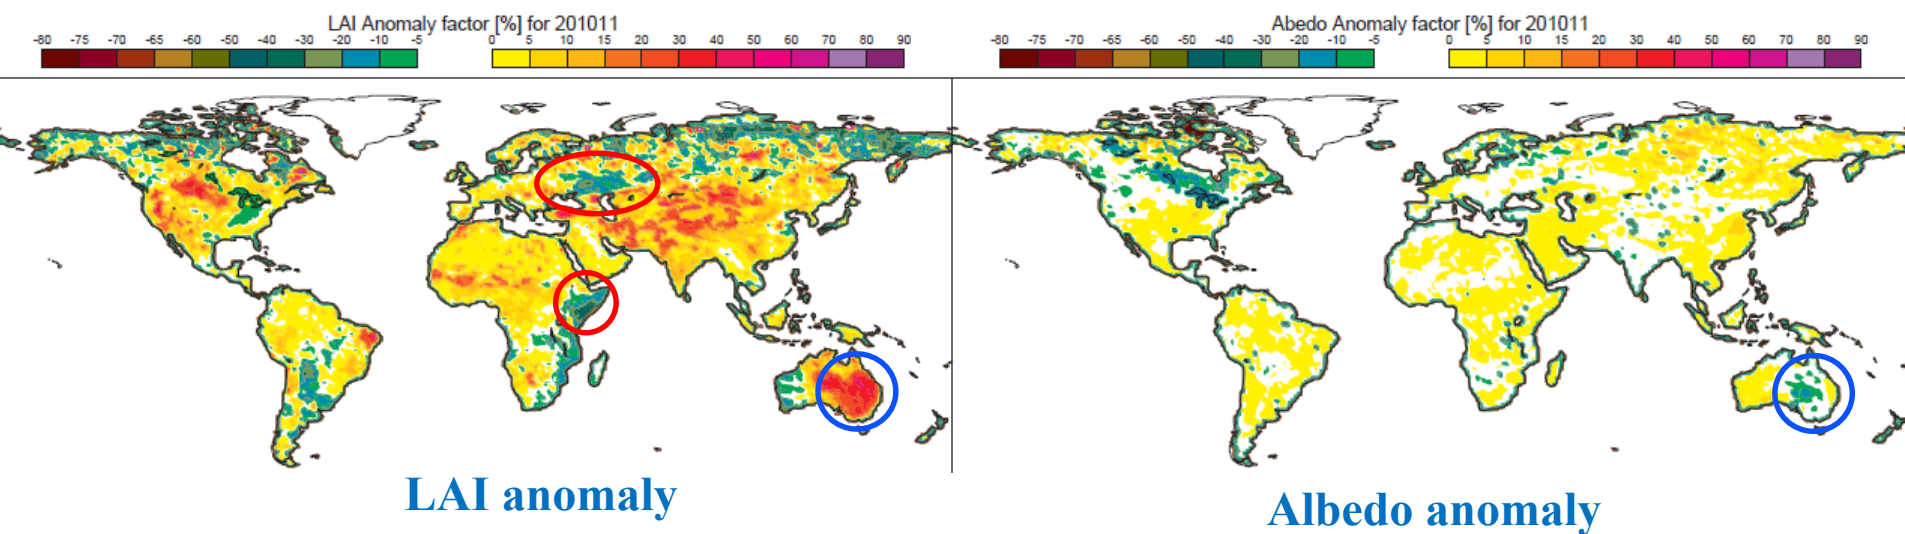 LAI Anomaly factor [%] for 201011
-80 -75 -70 -65 -60 -50 -40 -30 -20 -10 -5 0 5 10 15 20 30 40 50 60 70 80 90
Abedo Anomaly factor [%] for 201011
-80 -75 -70 -65 -60 -50 -40 -30 -20 -10 -5 0 5 10 15 20 30 40 50 60 70 80 90
LAI anomaly
Albedo anomaly